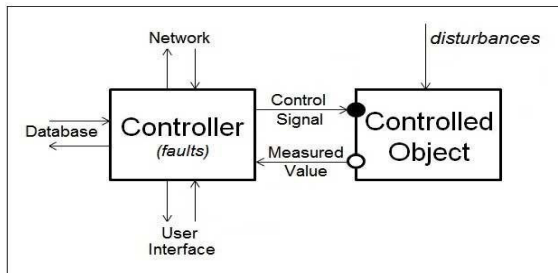 Network
disturbances
Control
Signal
Database
Controller
(faults)
Controlled
Object
Measured
Value
User
Interface